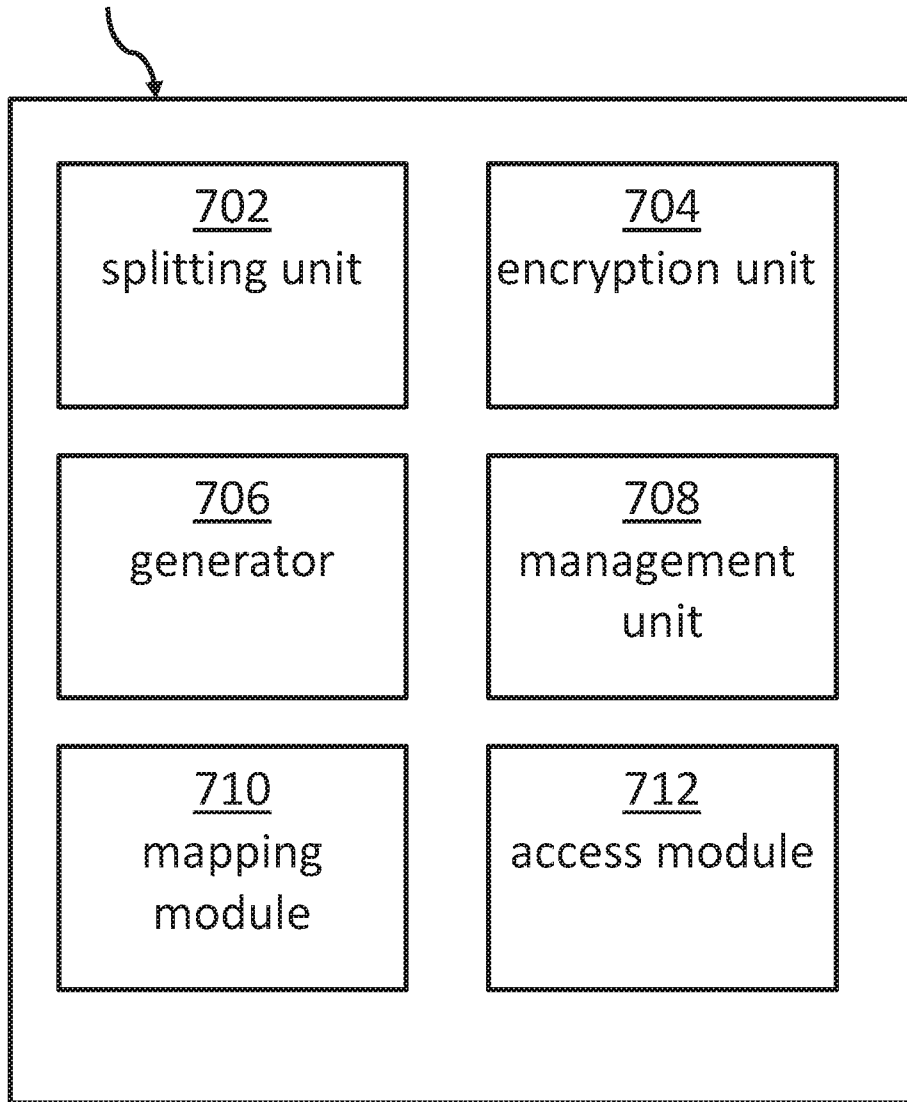 702
splitting unit
704
encryption unit
706
generator
708
management
unit
710
mapping
module
712
access module